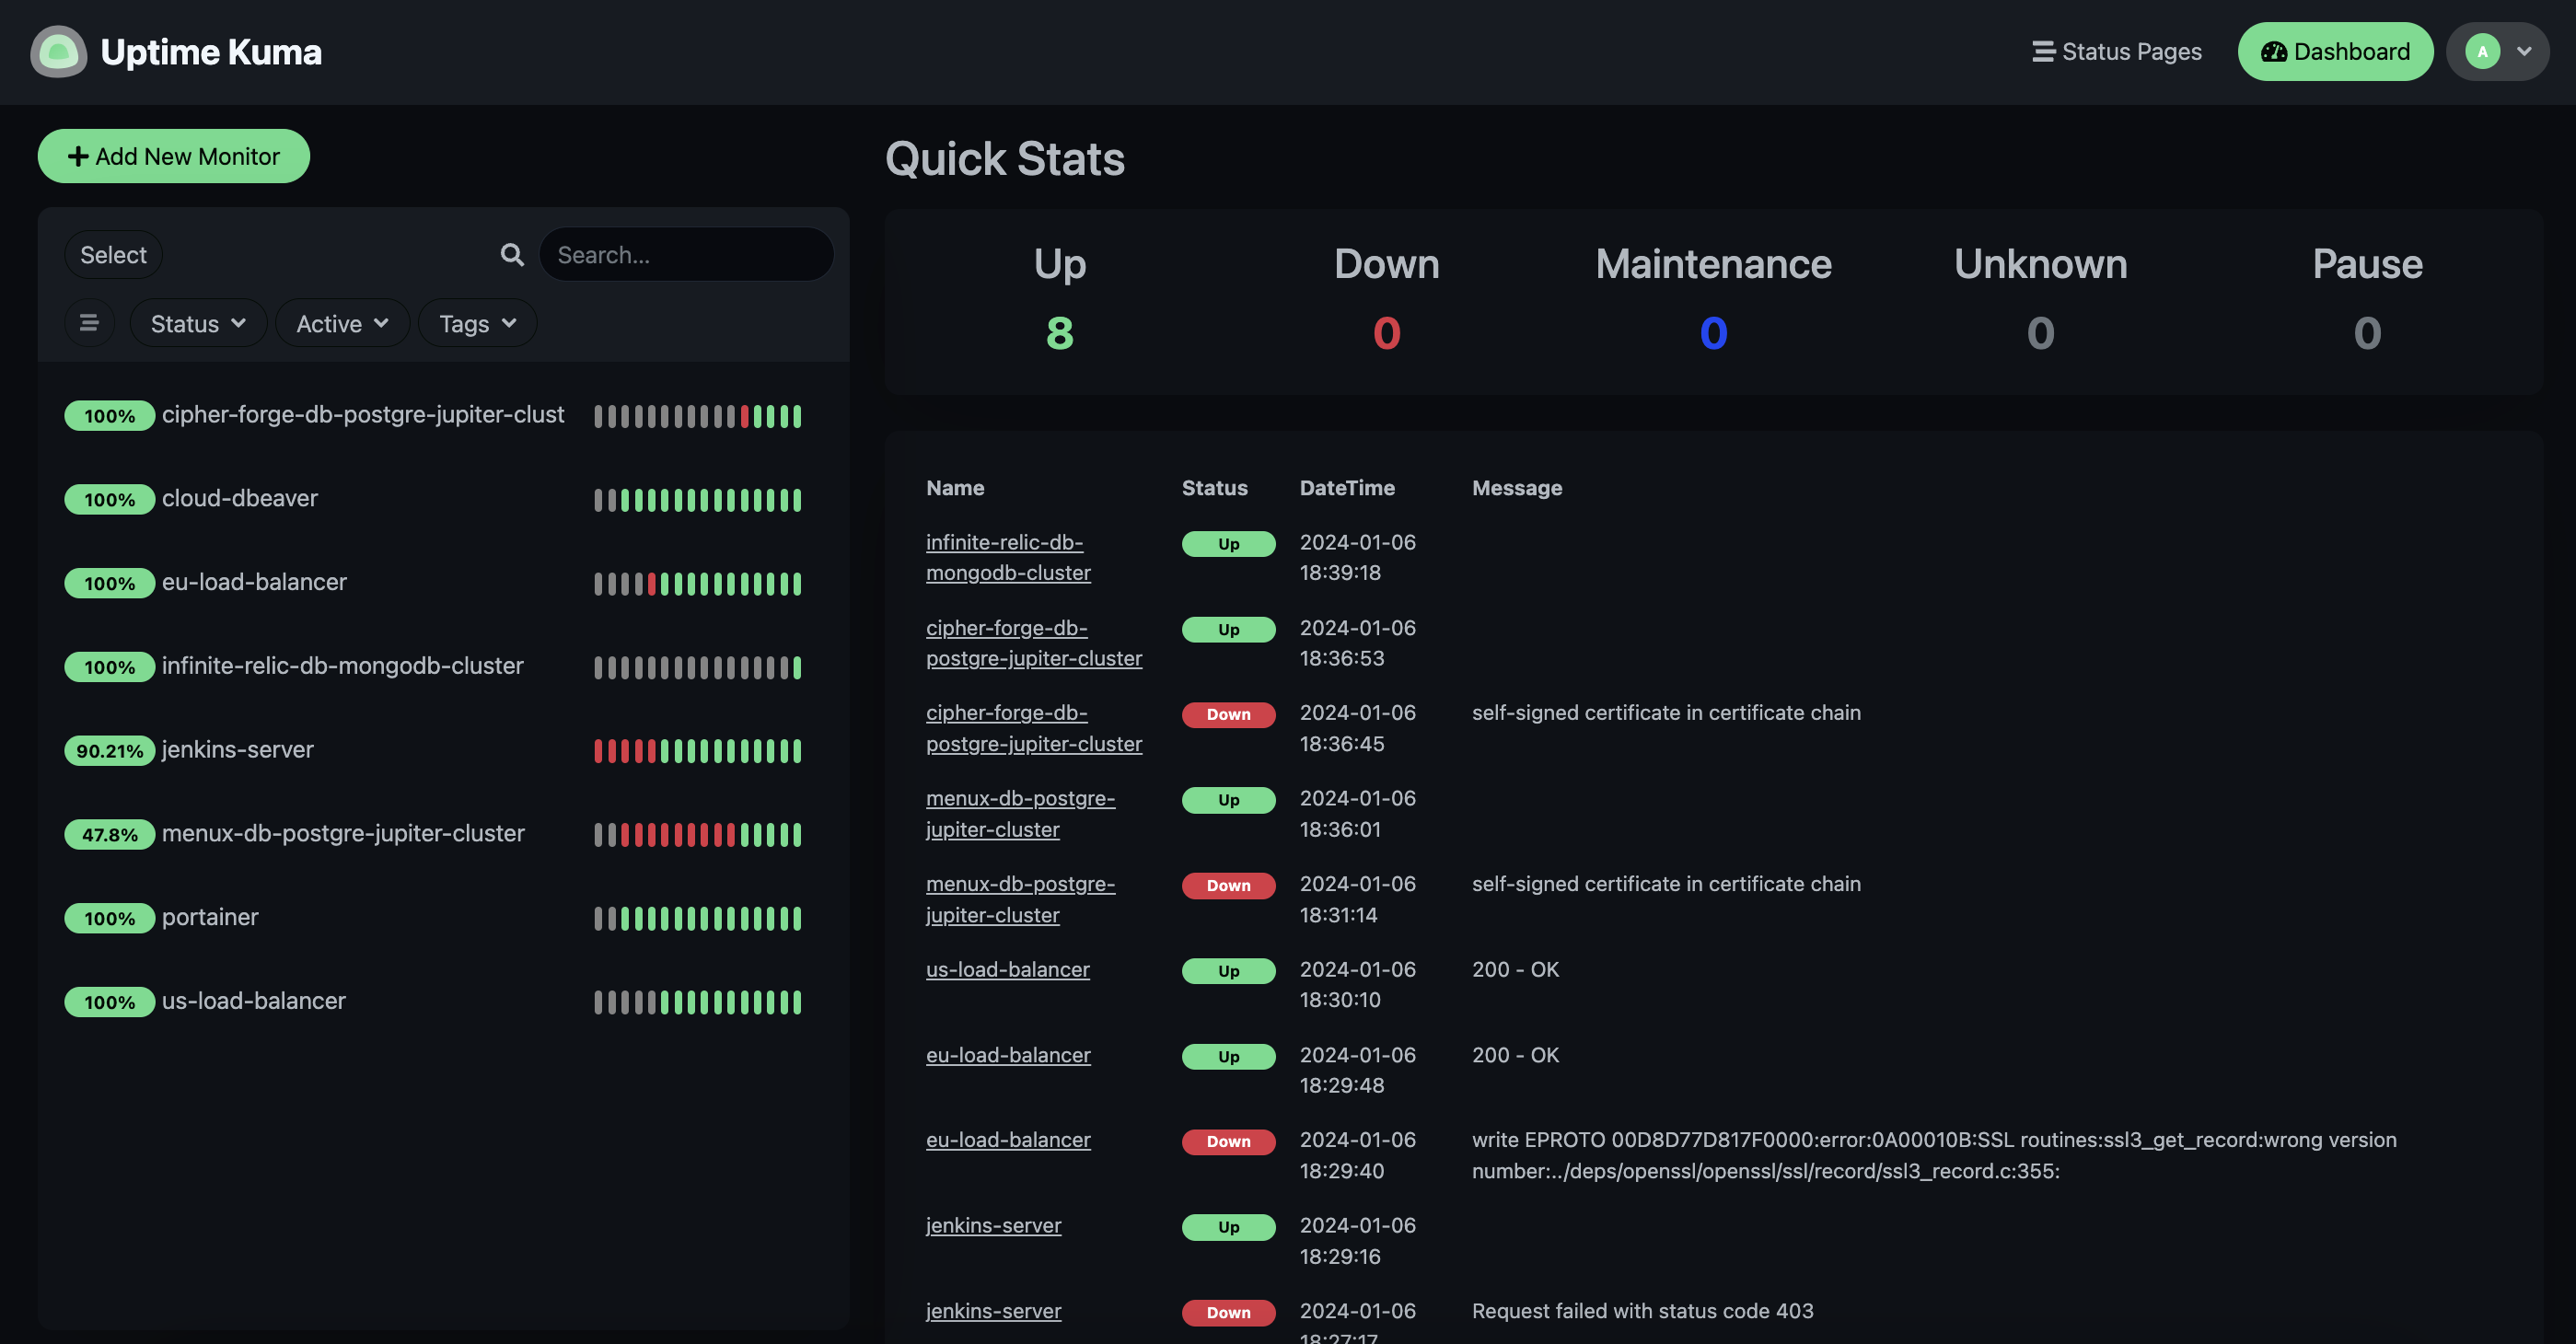 Uptime Kuma
Status Pages
Dashboard
A
Add New Monitor
Select
Search...
Status
Active
Tags
100% cipher-forge-db-postgre-jupiter-clust
100% cloud-dbeaver
100% eu-load-balancer
100% infinite-relic-db-mongodb-cluster
90.21% jenkins-server
47.8% menux-db-postgre-jupiter-cluster
100% portainer
100% us-load-balancer
Quick Stats
Up Down Maintenance Unknown Pause
8 0 0 0 0
Name Status DateTime Message
infinite-relic-db- Up 2024-01-06
mongodb-cluster 18:39:18
cipher-forge-db- Up 2024-01-06
postgre-jupiter-cluster 18:36:53
cipher-forge-db- Down 2024-01-06 self-signed certificate in certificate chain
postgre-jupiter-cluster 18:36:45
menux-db-postgre- Up 2024-01-06
jupiter-cluster 18:36:01
menux-db-postgre- Down 2024-01-06 self-signed certificate in certificate chain
jupiter-cluster 18:31:14
us-load-balancer Up 2024-01-06 200 - OK
18:30:10
eu-load-balancer Up 2024-01-06 200 - OK
18:29:48
eu-load-balancer Down 2024-01-06 write EPROTO 00D8D77D817F0000:error:0A00010B:SSL routines:ssl3_get_record:wrong version
18:29:40 number:../deps/openssl/openssl/ssl/record/ssl3_record.c:355:
jenkins-server Up 2024-01-06
18:29:16
jenkins-server Down 2024-01-06 Request failed with status code 403
18:27:17